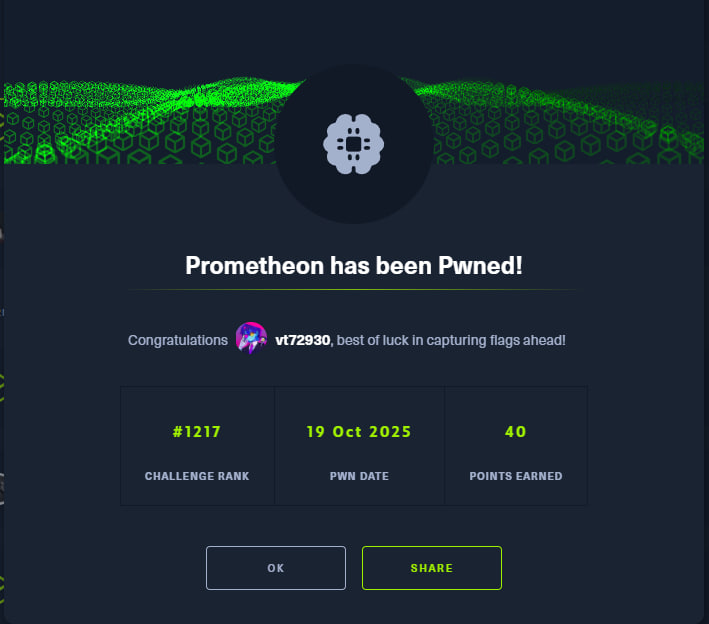 Prometheon has been Pwned!
Congratulations vt72930, best of luck in capturing flags ahead!
#1217 19 Oct 2025 40
CHALLENGE RANK PWN DATE POINTS EARNED
OK SHARE